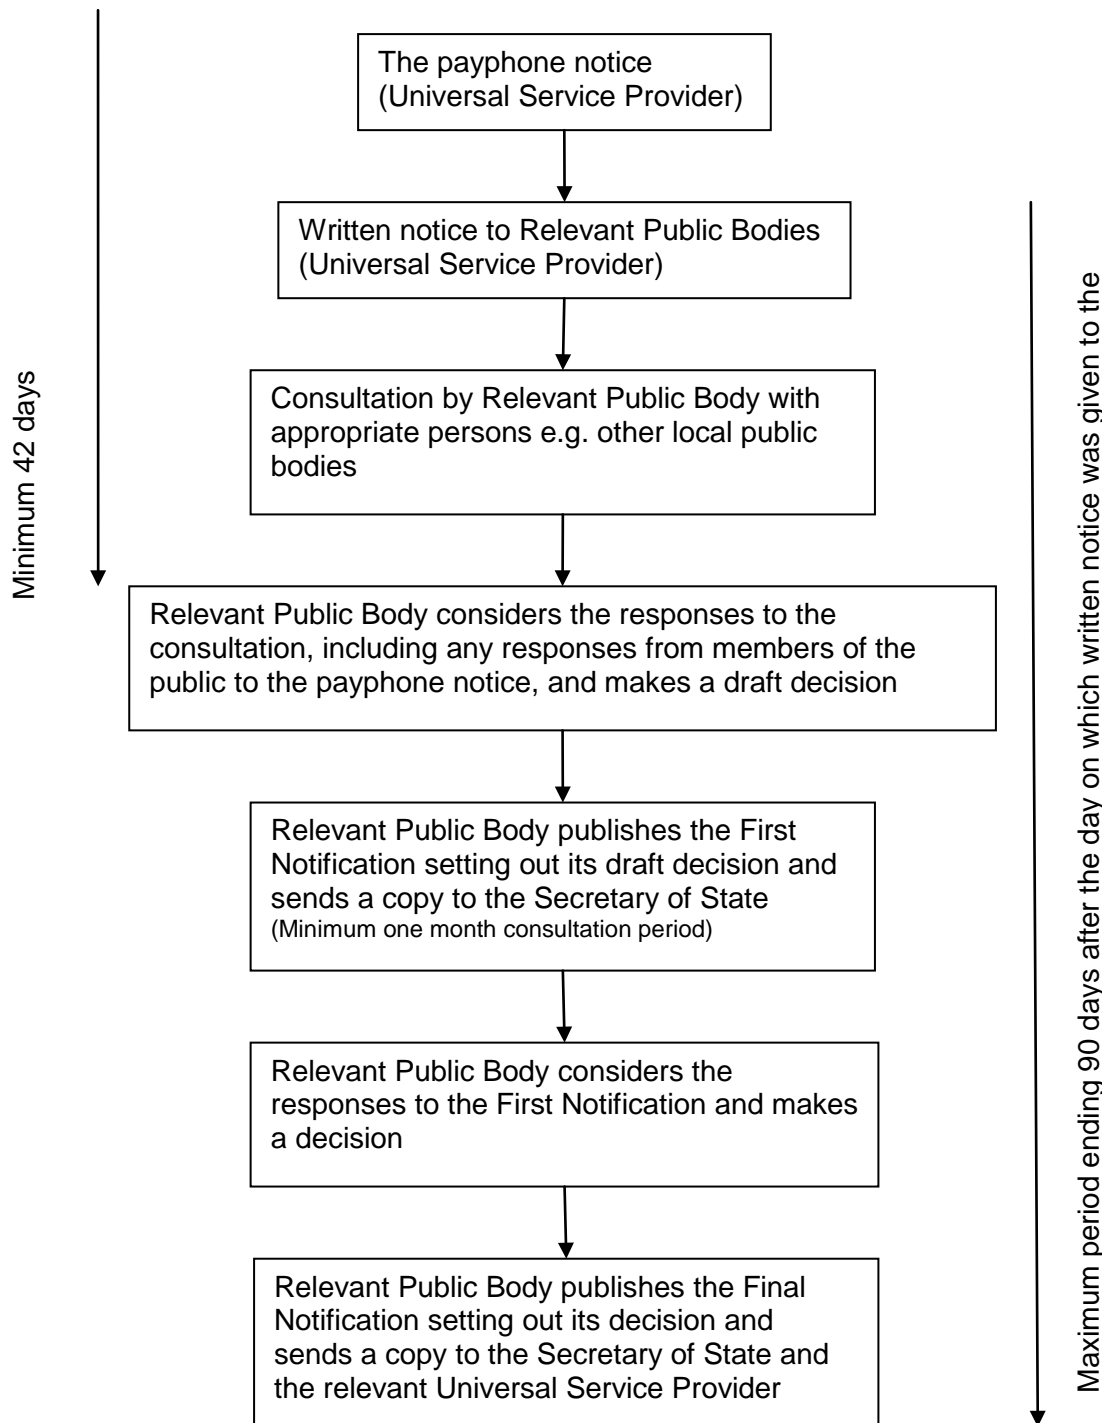 The payphone notice
(Universal Service Provider)
Written notice to Relevant Public Bodies
(Universal Service Provider)
Minimum 42 days
Consultation by Relevant Public Body with
appropriate persons e.g. other local public
bodies
Relevant Public Body considers the responses to the
consultation, including any responses from members of the
public to the payphone notice, and makes a draft decision
Relevant Public Body publishes the First
Notification setting out its draft decision and
sends a copy to the Secretary of State
(Minimum one month consultation period)
Relevant Public Body considers the
responses to the First Notification and makes
a decision
Relevant Public Body publishes the Final
Notification setting out its decision and
sends a copy to the Secretary of State and
the relevant Universal Service Provider
Maximum period ending 90 days after the day on which written notice was given to the